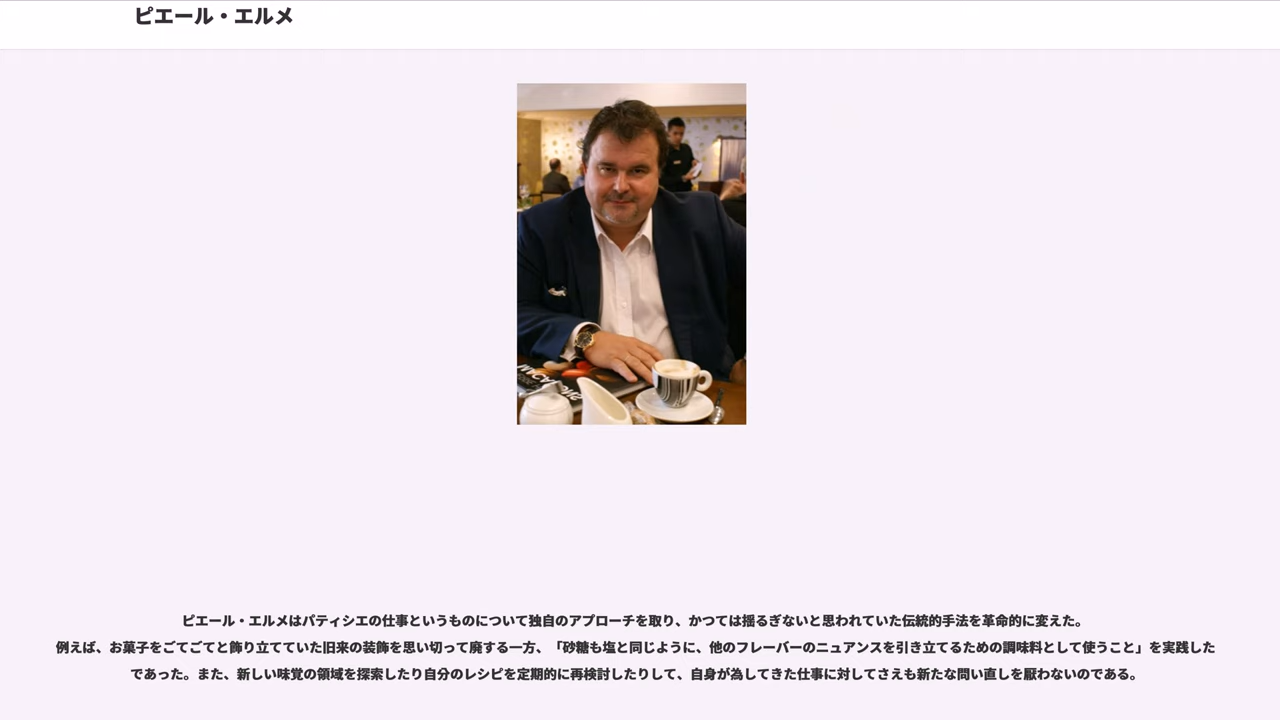 ピエール・エルメ
ピエール・エルメはパティシエの仕事というものについて独自のアプローチを取り、かつては揺るぎないと思われていた伝統的手法を革命的に変えた。
例えば、お菓子をごてごてと飾り立てていた旧来の装飾を思い切って廃する一方、「砂糖も塩と同じように、他のフレーバーのニュアンスを引き立てるための調味料として使うこと」を実践した
であった。また、新しい味覚の領域を探索したり自分のレシピを定期的に再検討したりして、自身が為してきた仕事に対してさえも新たな問い直しを厭わないのである。